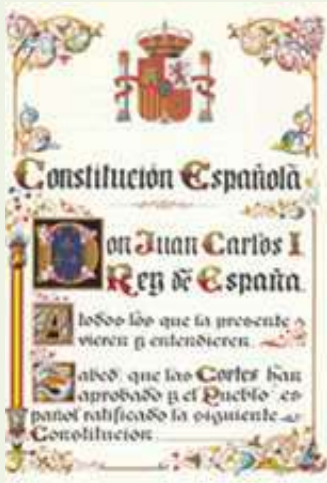 Constitución Española
Don Juan Carlos I
Rey de España.
A todos los que la presente
vieren y entendieren.
Sabed: que las Cortes han
aprobado y el Pueblo es
pañol ratificado la siguiente
Constitución